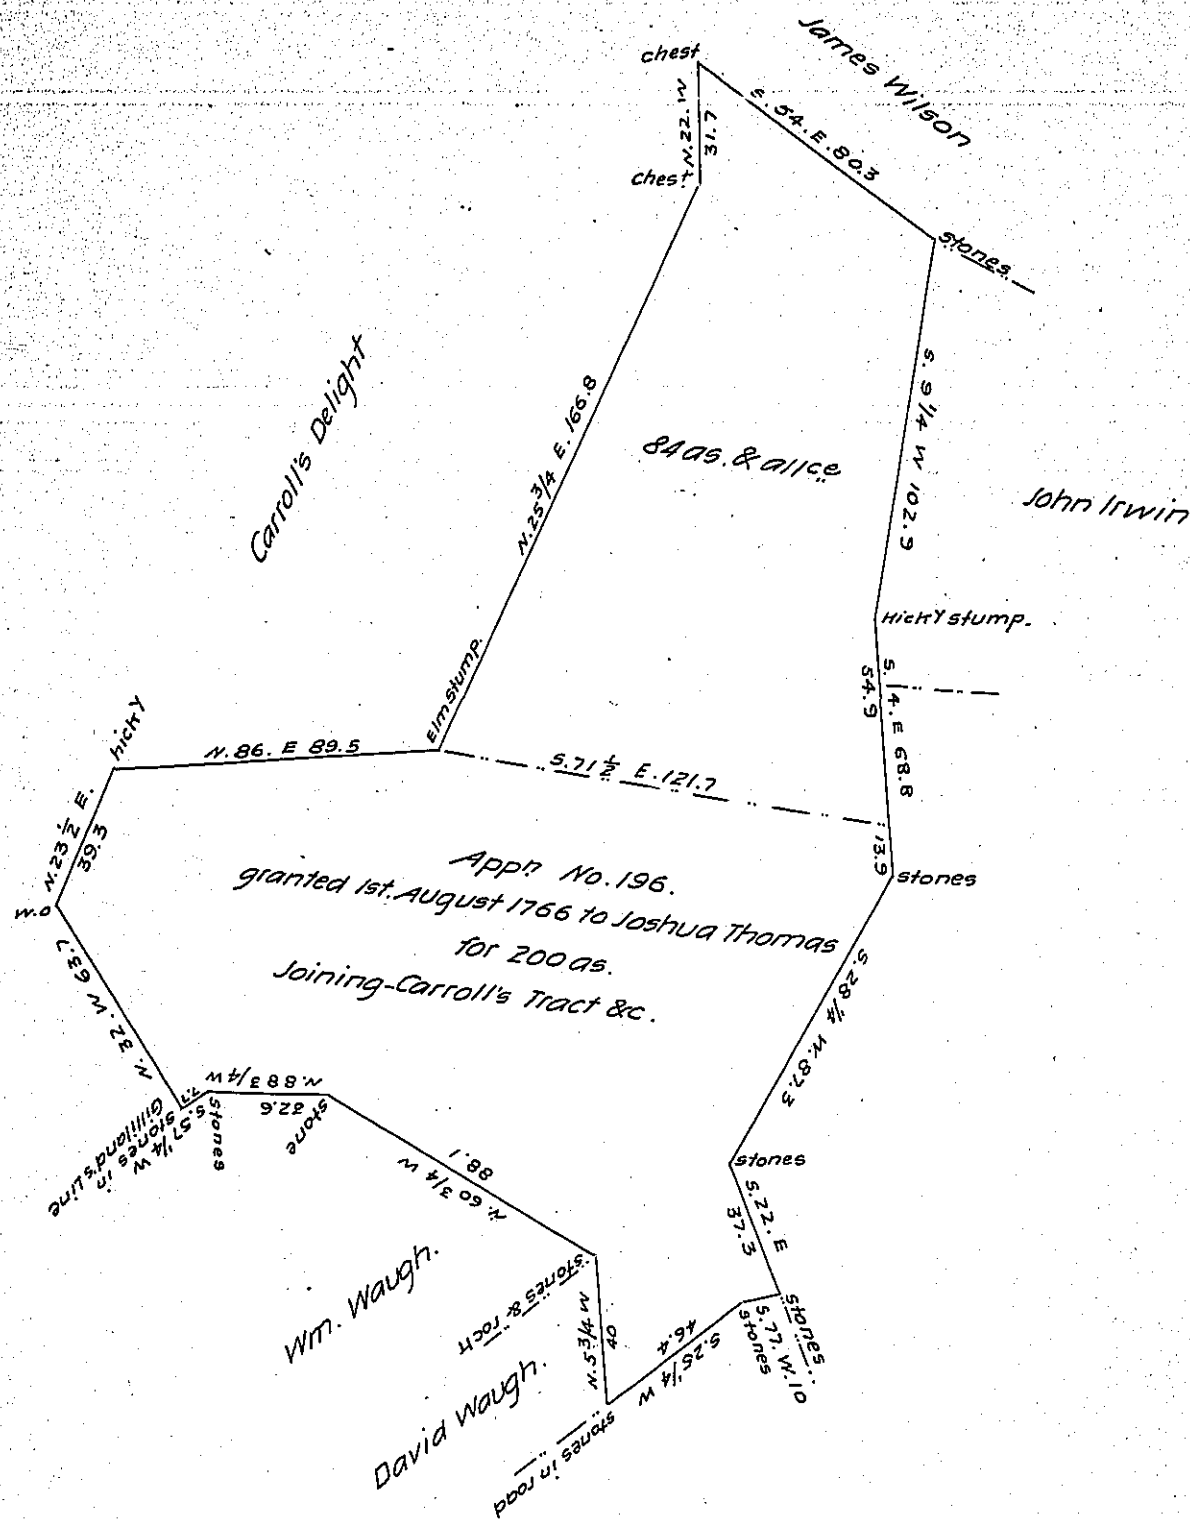 James Wilson
chest
N. 22. W
31.7
chest
S. 54. E. 80.3
stones
Carroll's Delight
N. 25 3/4 E. 166.8
84 as. & allce
S. 9 1/4 W 102.9
John Irwin
HickY stump.
S. 4. E 68.8
54.9
13.9
Elm stump.
hickY
N. 86. E 89.5
S. 71 1/2 E. 121.7
N. 23 1/2 E.
39.3
w.o
Appn No. 196.
granted 1st. August 1766 to Joshua Thomas
for 200 as.
Joining-Carroll's Tract &c.
stones
S. 28 1/4 W. 87.3
N. 32. W 63.7
S. 57 1/4 W
7.7
stones in
Gilliland's Line
stones
N. 88 3/4 W
32.6
stone
N. 60 3/4 W
88.1
stones
S. 22. E
37.3
stones
S. 77. W. 10
stones
S. 25 1/4 W
46.4
stones & rock
N. 5 3/4 W
40
stones in road
Wm. Waugh.
David Waugh.